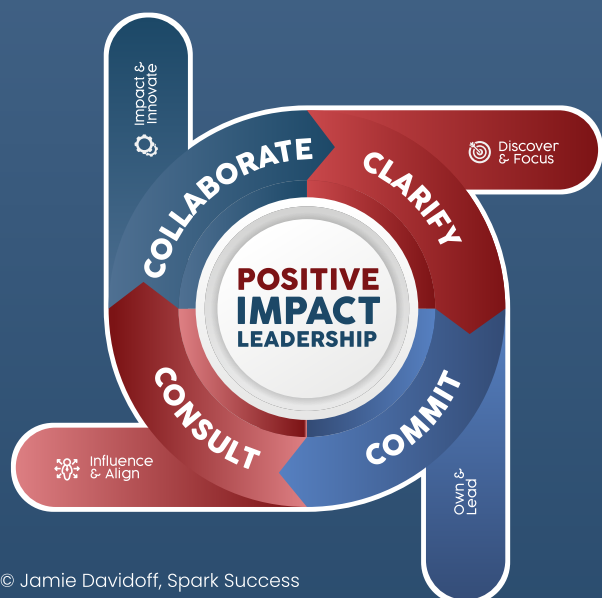 Impact &
Innovate
COLLABORATE
CLARIFY
Discover
& Focus
POSITIVE
IMPACT
LEADERSHIP
CONSULT
COMMIT
Influence
& Align
Own &
Lead
© Jamie Davidoff, Spark Success